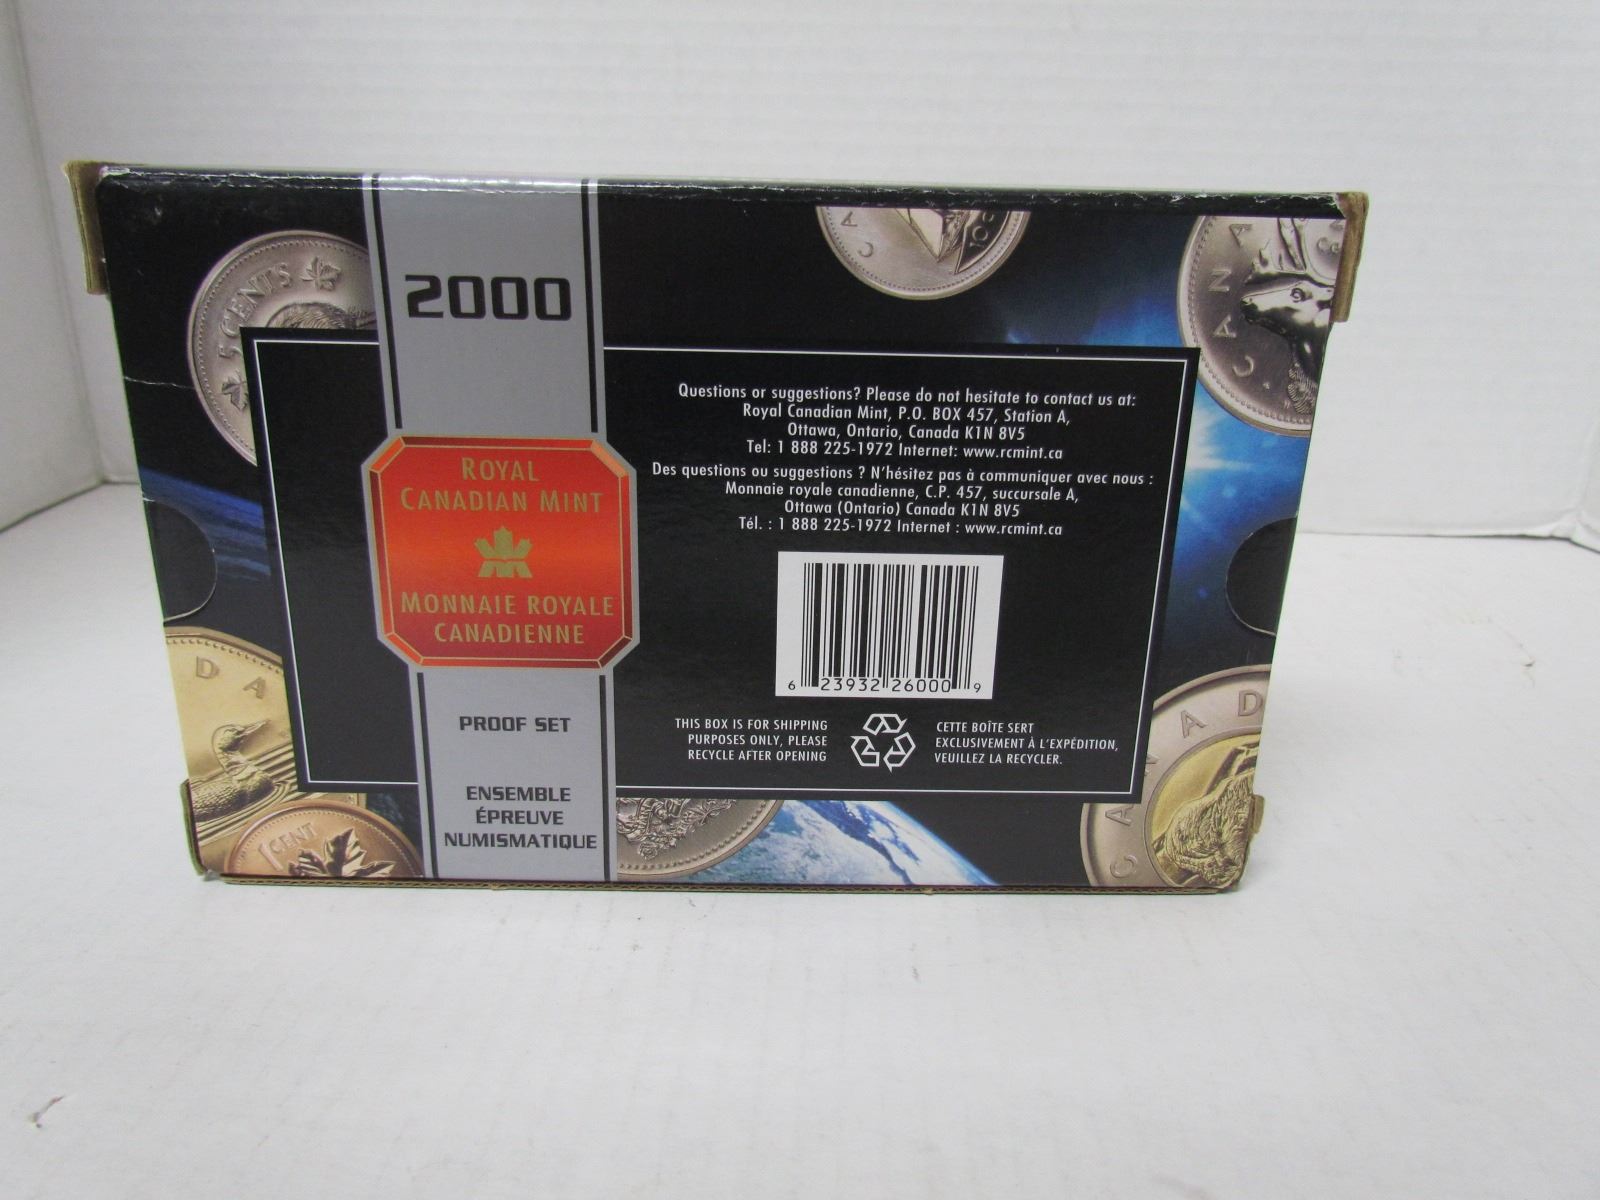 2000
ROYAL
CANADIAN MINT
MONNAIE ROYALE
CANADIENNE
PROOF SET
ENSEMBLE
ÉPREUVE
NUMISMATIQUE
Questions or suggestions? Please do not hesitate to contact us at:
Royal Canadian Mint, P.O. BOX 457, Station A,
Ottawa, Ontario, Canada K1N 8V5
Tel: 1 888 225-1972 Internet: www.rcmint.ca
Des questions ou suggestions ? N'hésitez pas à communiquer avec nous :
Monnaie royale canadienne, C.P. 457, succursale A,
Ottawa (Ontario) Canada K1N 8V5
Tél. : 1 888 225-1972 Internet : www.rcmint.ca
6 23932 26000 9
THIS BOX IS FOR SHIPPING
PURPOSES ONLY, PLEASE
RECYCLE AFTER OPENING
CETTE BOÎTE SERT
EXCLUSIVEMENT À L'EXPÉDITION,
VEUILLEZ LA RECYCLER.
5 CENTS
CA
10 C
CANA
DA
1 CENT
CANAD